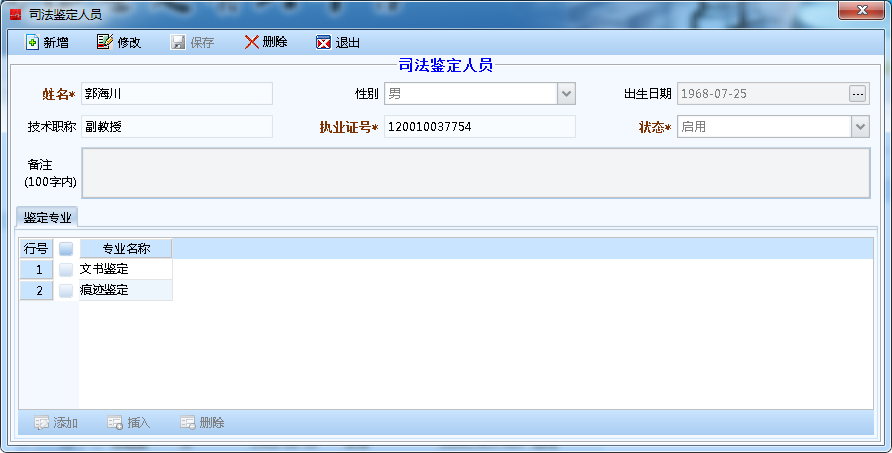 司法鉴定人员
新增 修改 保存 删除 退出
司法鉴定人员
姓名* 郭海川 性别 男 出生日期 1968-07-25 ...
技术职称 副教授 执业证号* 120010037754 状态* 启用
备注
(100字内)
鉴定专业
行号 专业名称
1 文书鉴定
2 痕迹鉴定
添加 插入 删除